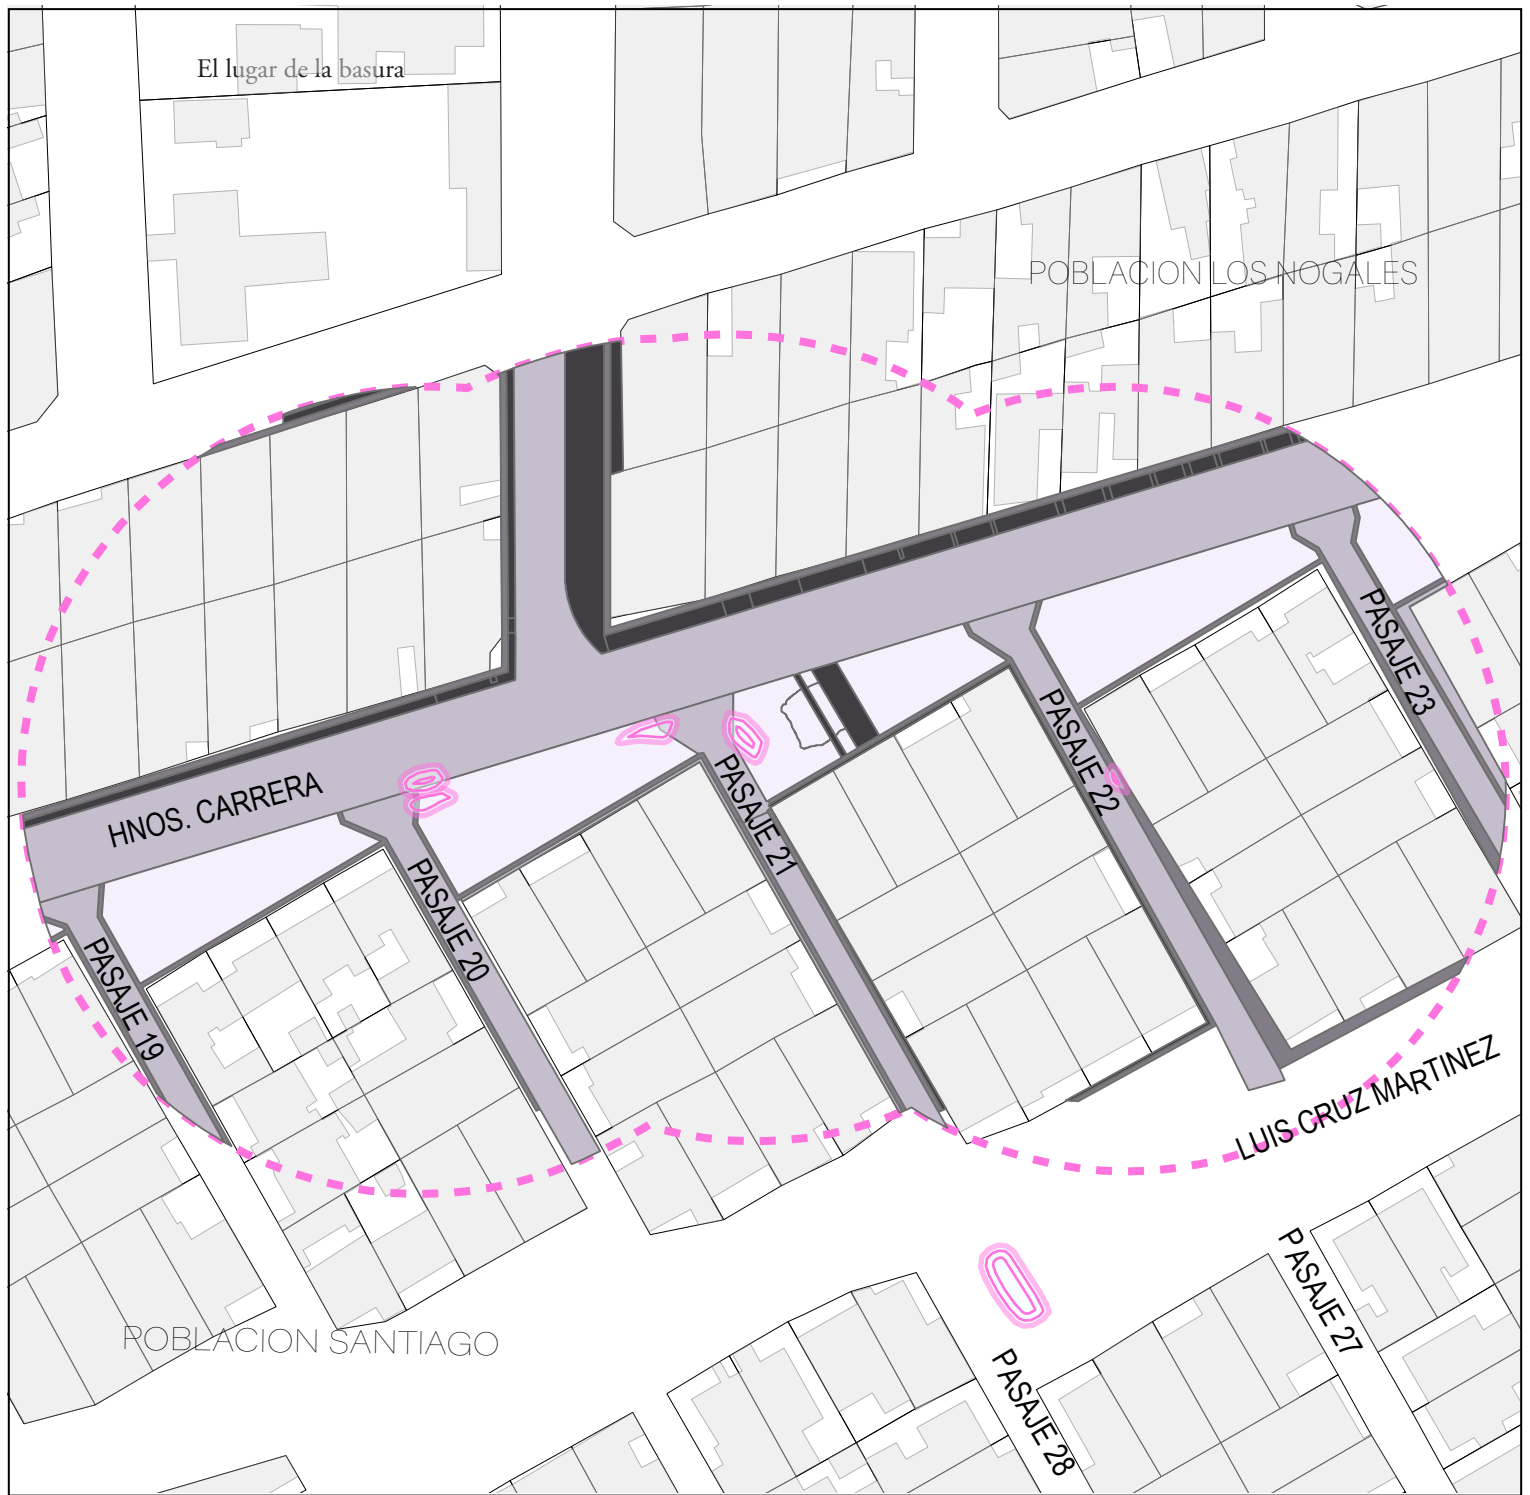 El lugar de la basura
POBLACION LOS NOGALES
PASAJE 23
PASAJE 22
HNOS. CARRERA
PASAJE 21
PASAJE 20
PASAJE 19
LUIS CRUZ MARTINEZ
PASAJE 27
POBLACION SANTIAGO
PASAJE 28